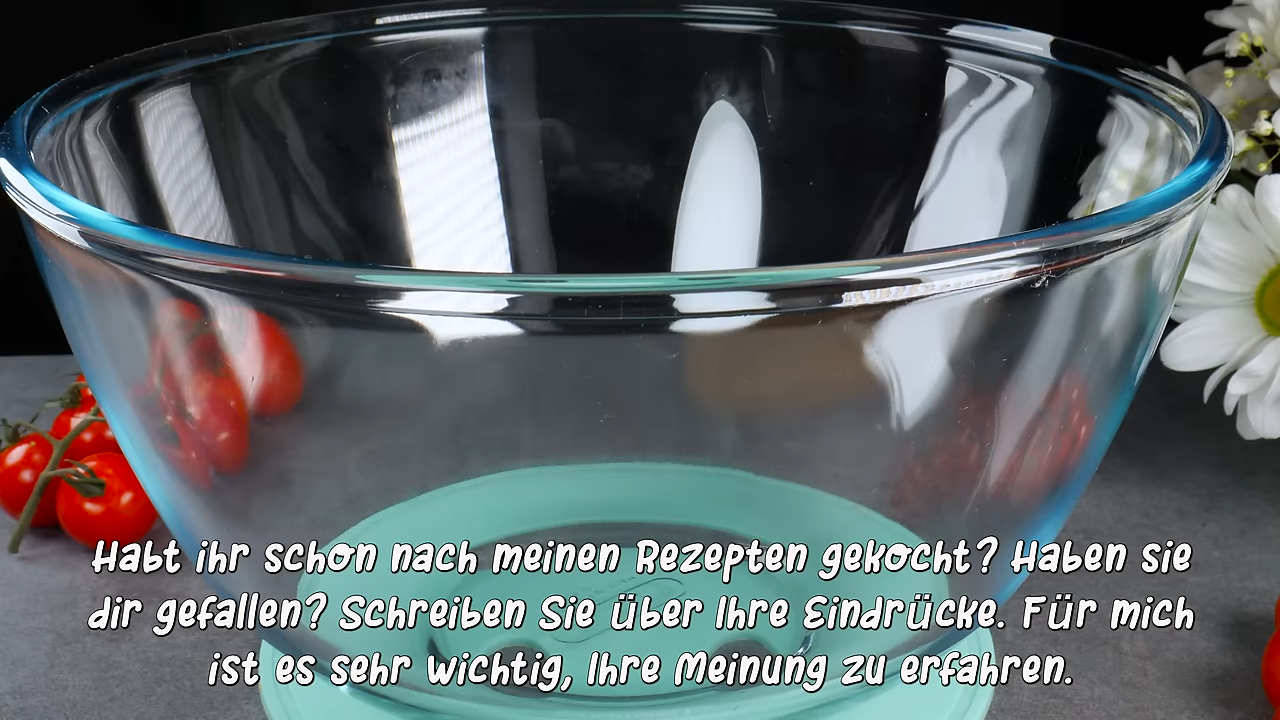 Habt ihr schon nach meinen Rezepten gekocht? Haben sie
dir gefallen? Schreiben Sie über Ihre Eindrücke. Für mich
ist es sehr wichtig, Ihre Meinung zu erfahren.